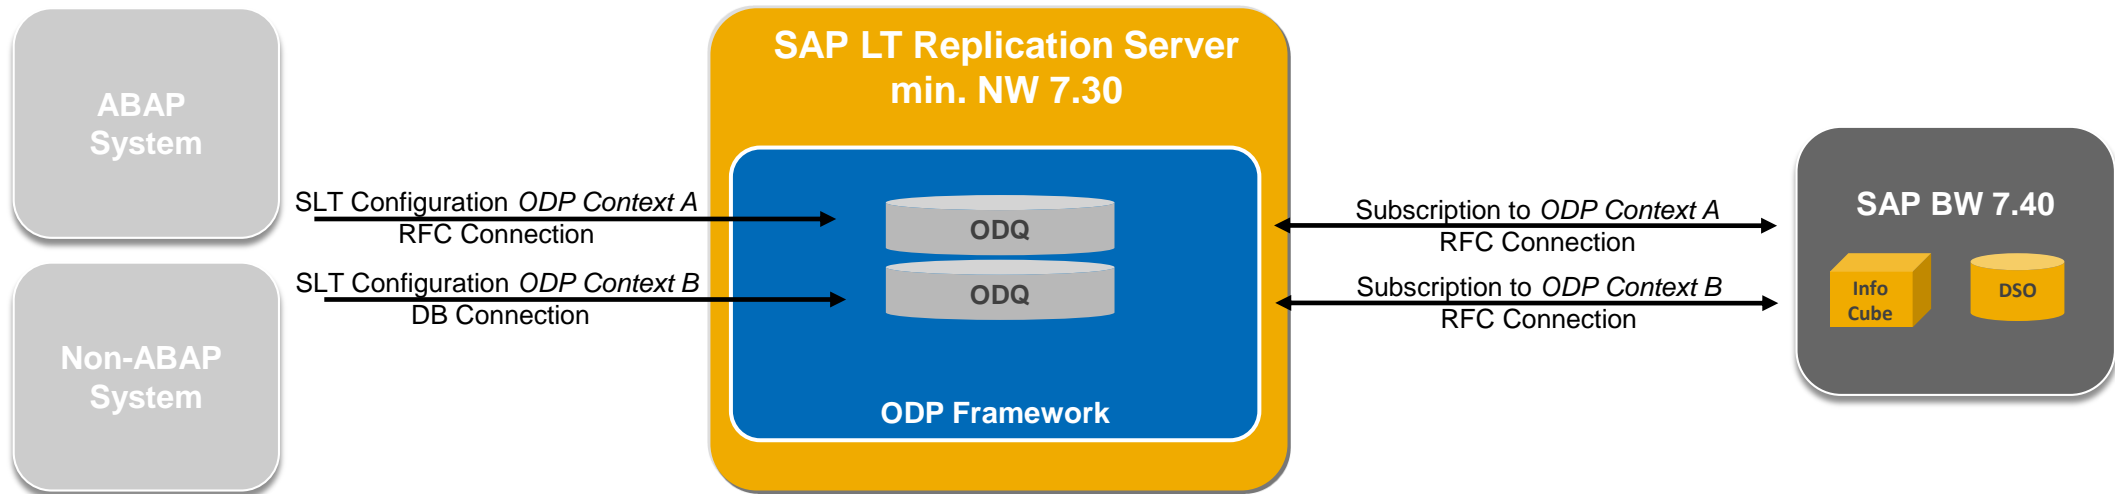 ABAP
System
Non-ABAP
System
SLT Configuration ODP Context A
RFC Connection
SLT Configuration ODP Context B
DB Connection
SAP LT Replication Server
min. NW 7.30
ODQ
ODQ
ODP Framework
Subscription to ODP Context A
RFC Connection
Subscription to ODP Context B
RFC Connection
SAP BW 7.40
Info
Cube
DSO